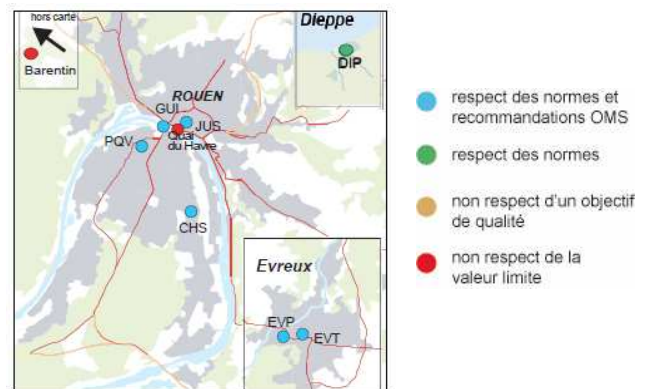 hors carte
Barentin
Dieppe
DIP
ROUEN
GUI
JUS
Quai
du Havre
PQV
CHS
Evreux
EVP
EVT
respect des normes et
recommandations OMS
respect des normes
non respect d'un objectif
de qualité
non respect de la
valeur limite